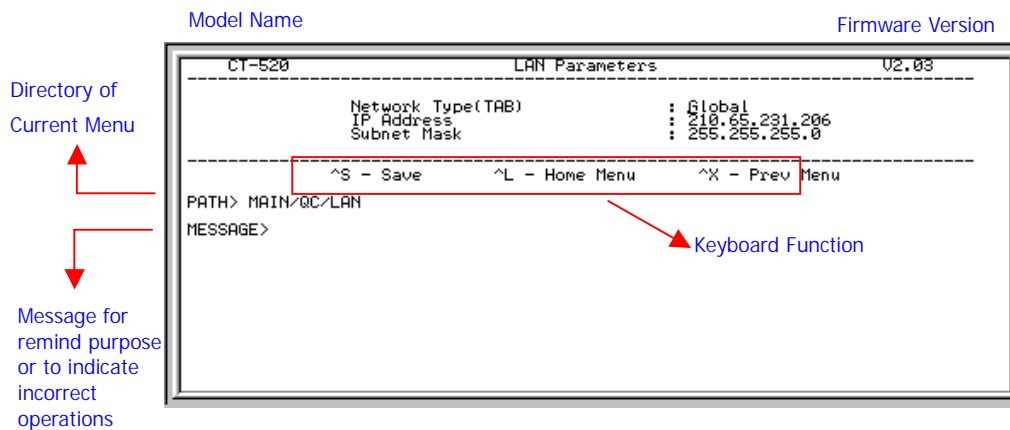 Model Name
Firmware Version
CT-520 LAN Parameters V2.03
Directory of
Current Menu
Network Type(TAB) : Global
IP Address : 210.65.231.206
Subnet Mask : 255.255.255.0
^S - Save ^L - Home Menu ^X - Prev Menu
PATH> MAIN/QC/LAN
MESSAGE>
Keyboard Function
Message for
remind purpose
or to indicate
incorrect
operations